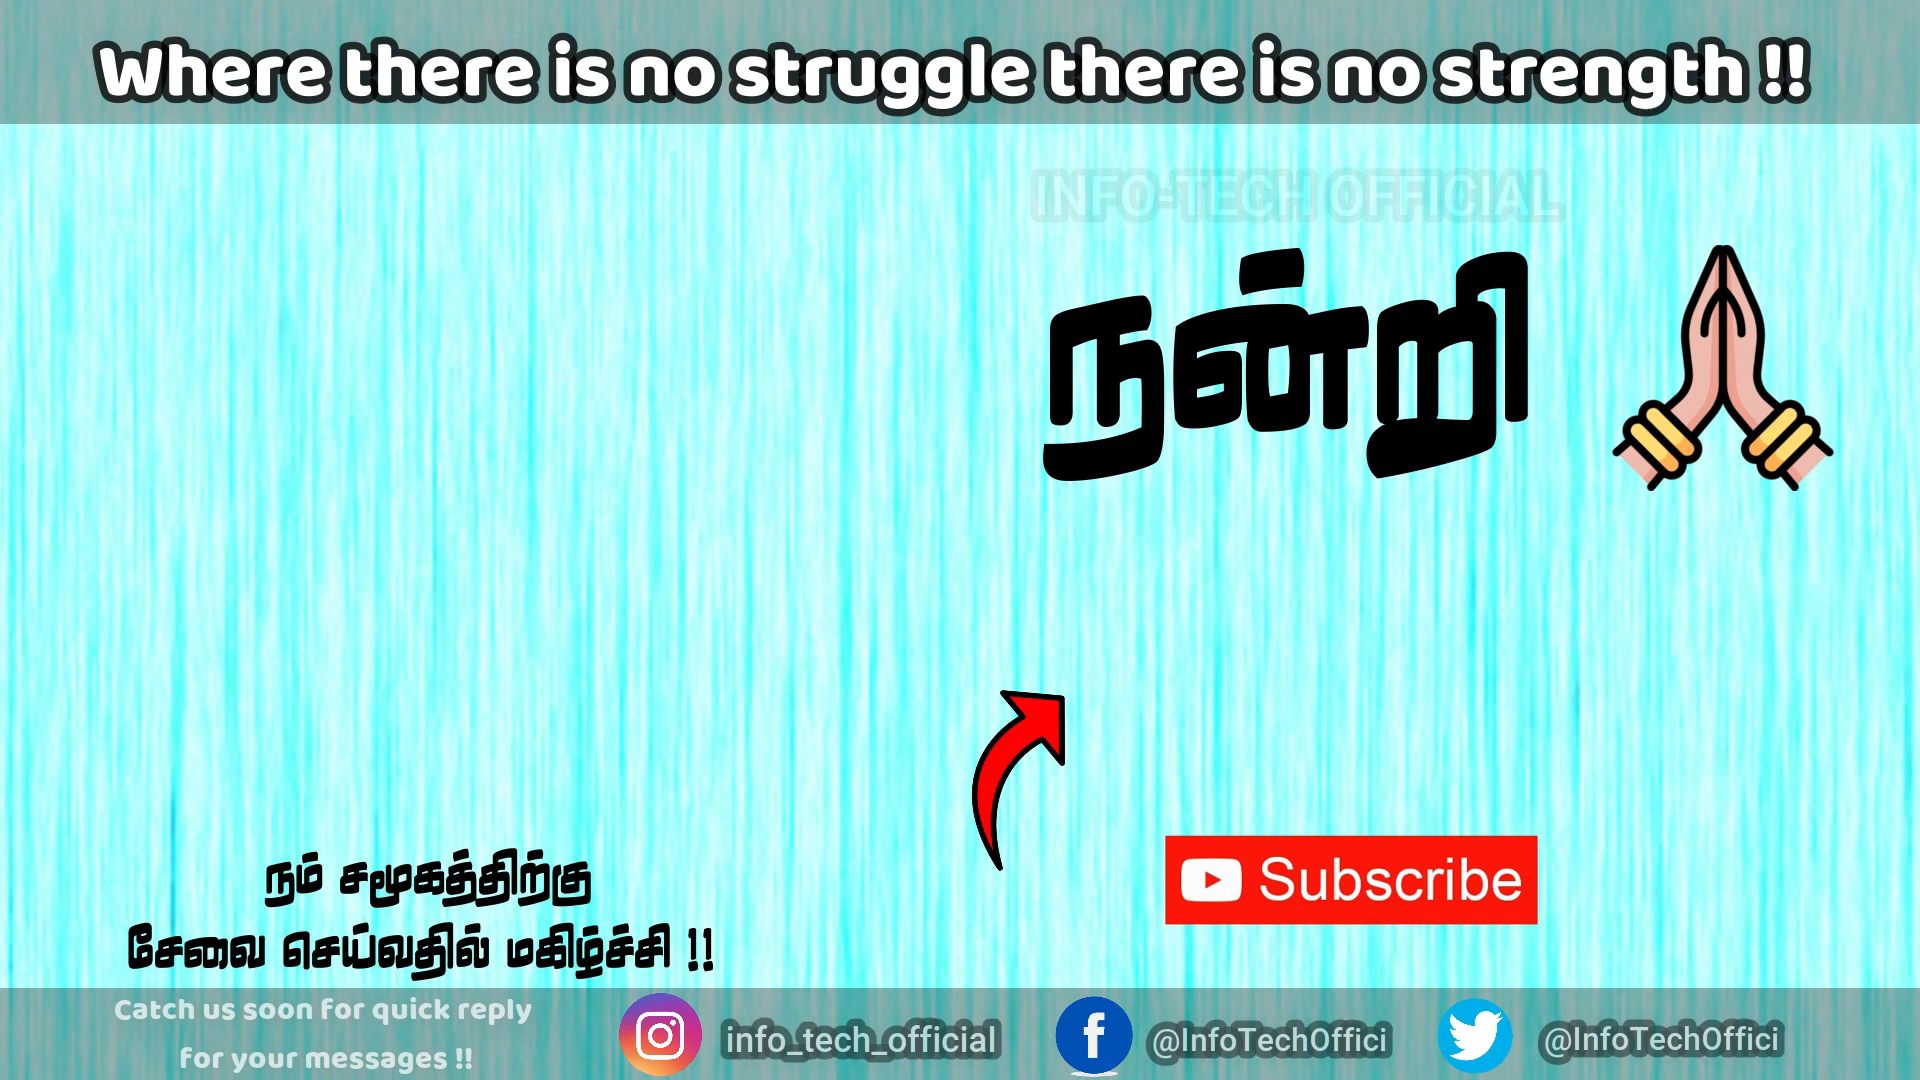 Where there is no struggle there is no strength !!
INFO-TECH OFFICIAL
நன்றி
Subscribe
நம் சமூகத்திற்கு
சேவை செய்வதில் மகிழ்ச்சி !!
Catch us soon for quick reply
for your messages !!
info_tech_official
@InfoTechOffici
@InfoTechOffici